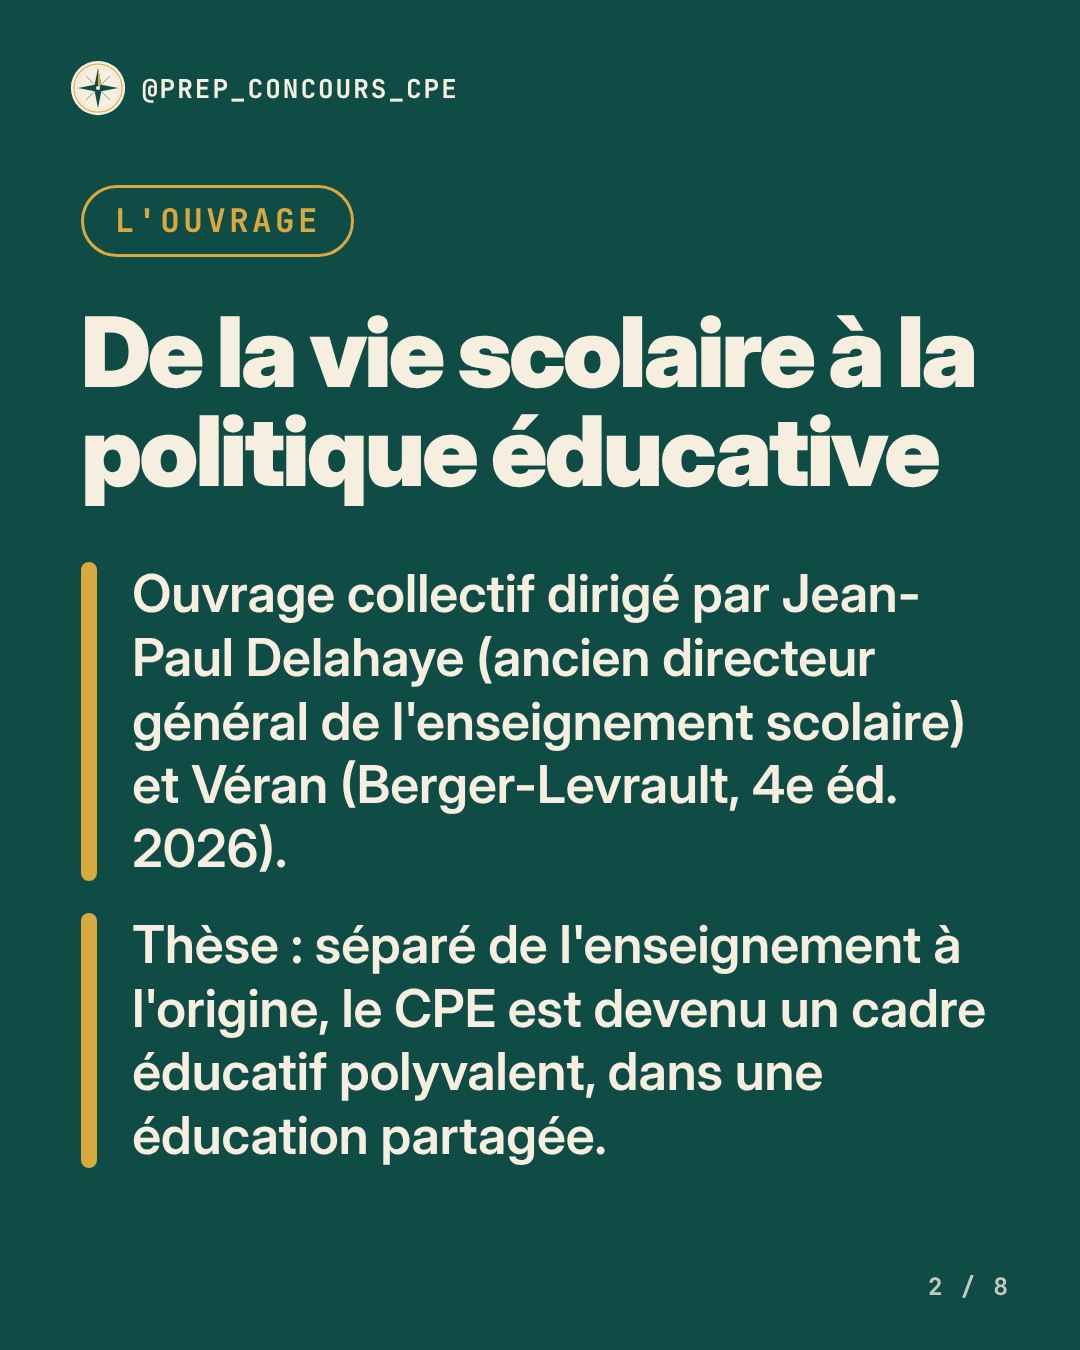 @PREP_CONCOURS_CPE
L'OUVRAGE
De la vie scolaire à la
politique éducative
Ouvrage collectif dirigé par Jean-
Paul Delahaye (ancien directeur
général de l'enseignement scolaire)
et Véran (Berger-Levrault, 4e éd.
2026).
Thèse : séparé de l'enseignement à
l'origine, le CPE est devenu un cadre
éducatif polyvalent, dans une
éducation partagée.
2 / 8